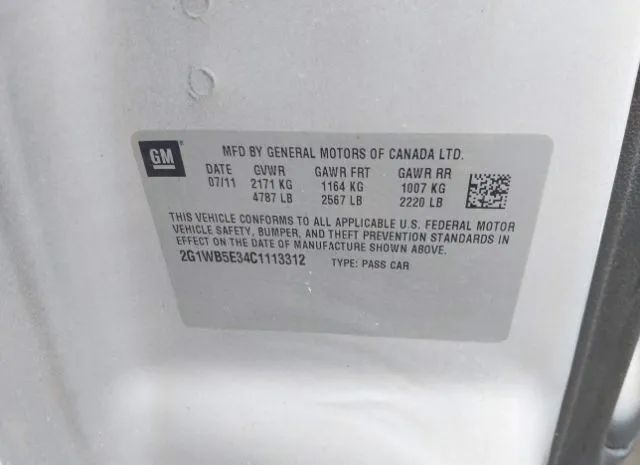 GM
MFD BY GENERAL MOTORS OF CANADA LTD.
DATE GVWR GAWR FRT GAWR RR
07/11 2171 KG 1164 KG 1007 KG
4787 LB 2567 LB 2220 LB
THIS VEHICLE CONFORMS TO ALL APPLICABLE U.S. FEDERAL MOTOR
VEHICLE SAFETY, BUMPER, AND THEFT PREVENTION STANDARDS IN
EFFECT ON THE DATE OF MANUFACTURE SHOWN ABOVE.
2G1WB5E34C1113312 TYPE: PASS CAR